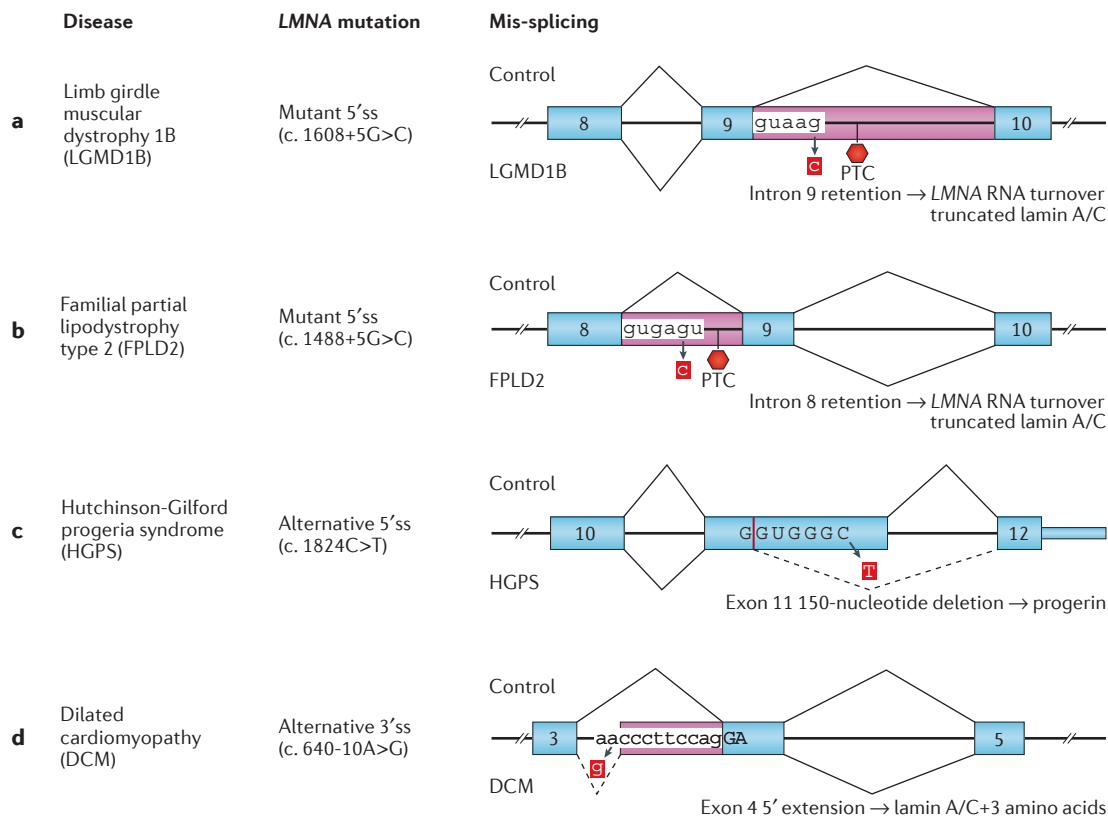 Disease
LMNA mutation
Mis-splicing
a
Limb girdle
muscular
dystrophy 1B
(LGMD1B)
Mutant 5′ss
(c. 1608+5G>C)
Control
8
9
guaag
10
c
PTC
LGMD1B
Intron 9 retention → LMNA RNA turnover
truncated lamin A/C
b
Familial partial
lipodystrophy
type 2 (FPLD2)
Mutant 5′ss
(c. 1488+5G>C)
Control
8
gugagu
9
10
c
PTC
FPLD2
Intron 8 retention → LMNA RNA turnover
truncated lamin A/C
c
Hutchinson-Gilford
progeria syndrome
(HGPS)
Alternative 5′ss
(c. 1824C>T)
Control
10
GGUGGGC
12
T
HGPS
Exon 11 150-nucleotide deletion → progerin
d
Dilated
cardiomyopathy
(DCM)
Alternative 3′ss
(c. 640-10A>G)
Control
3
aacccttccagGA
5
g
DCM
Exon 4 5′ extension → lamin A/C+3 amino acids